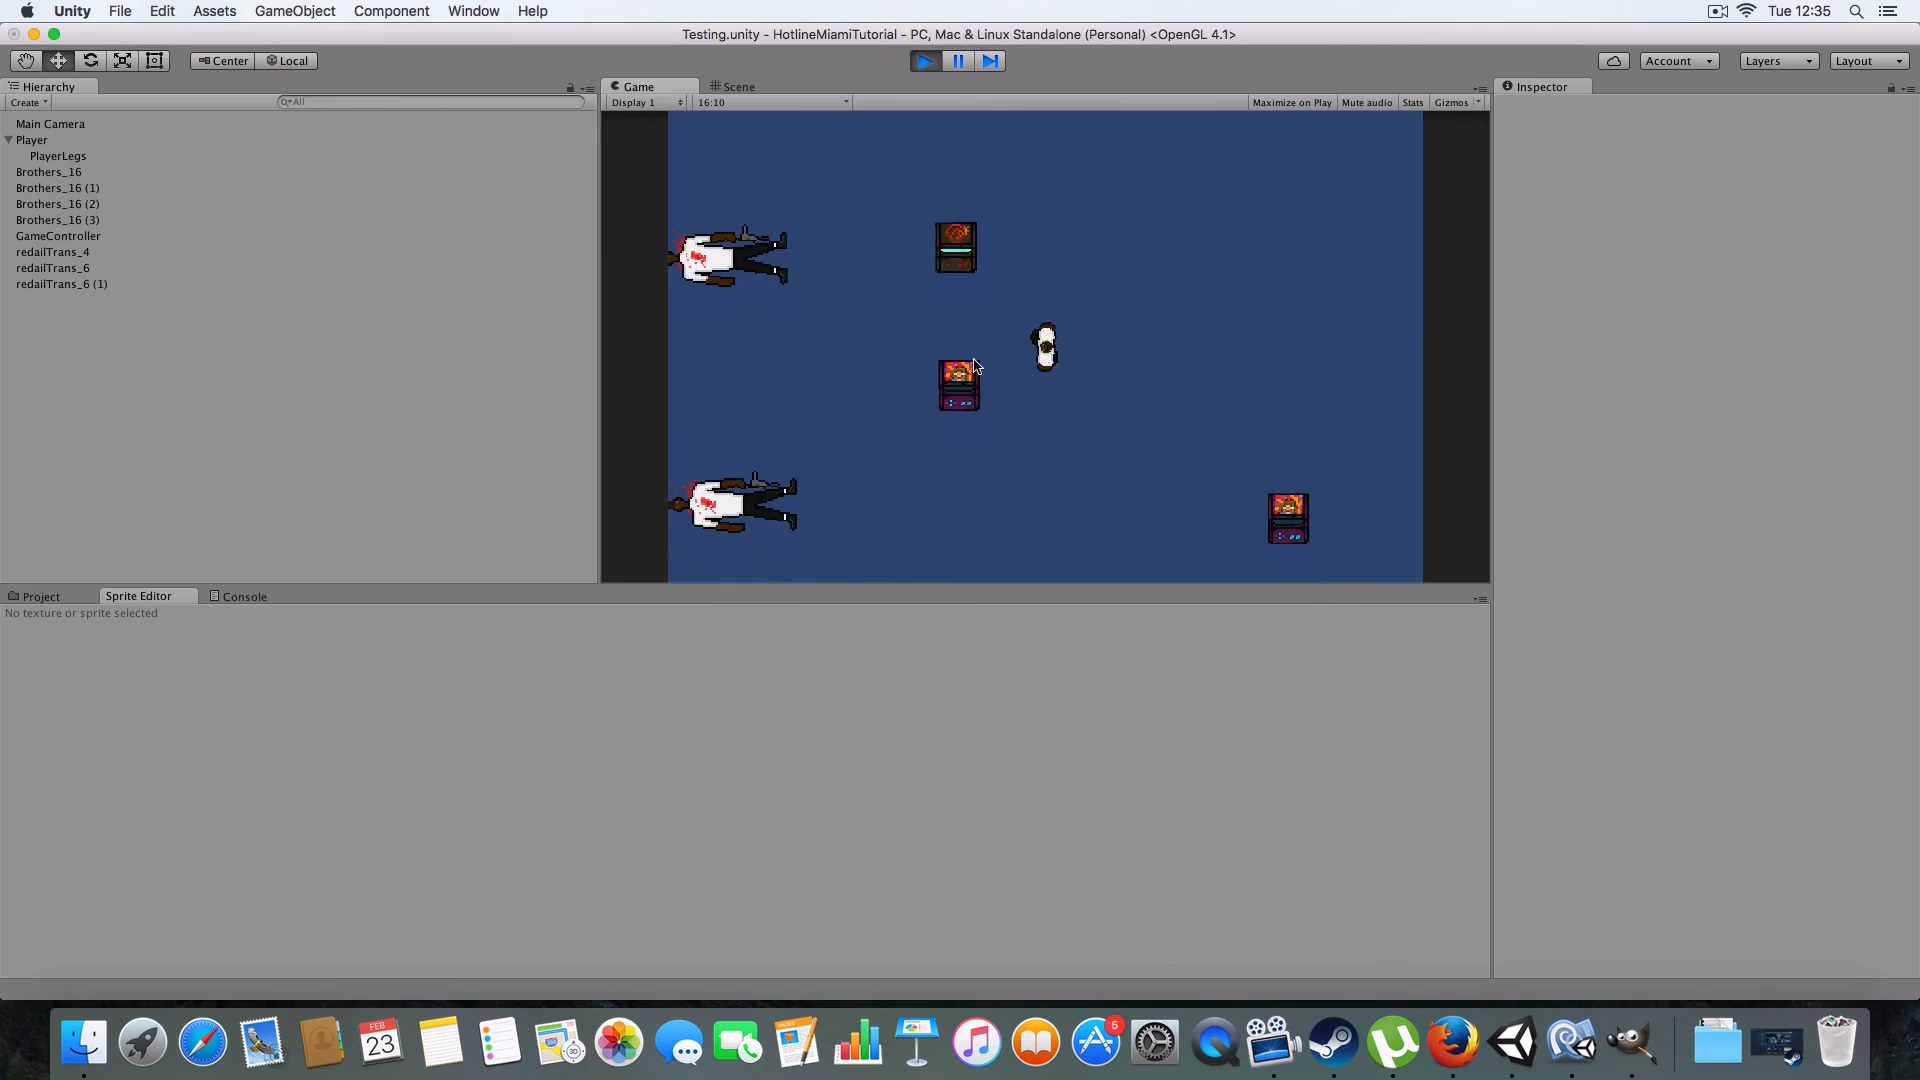 Unity File Edit Assets GameObject Component Window Help Tue 12:35
Testing.unity - HotlineMiamiTutorial - PC, Mac & Linux Standalone (Personal) <OpenGL 4.1>
Center Local Account Layers Layout
Hierarchy Game Scene Inspector
Create All Display 1 16:10 Maximize on Play Mute audio Stats Gizmos
Main Camera
Player
PlayerLegs
Brothers_16
Brothers_16 (1)
Brothers_16 (2)
Brothers_16 (3)
GameController
redailTrans_4
redailTrans_6
redailTrans_6 (1)
Project Sprite Editor Console
No texture or sprite selected
FEB
23
PAGES
5